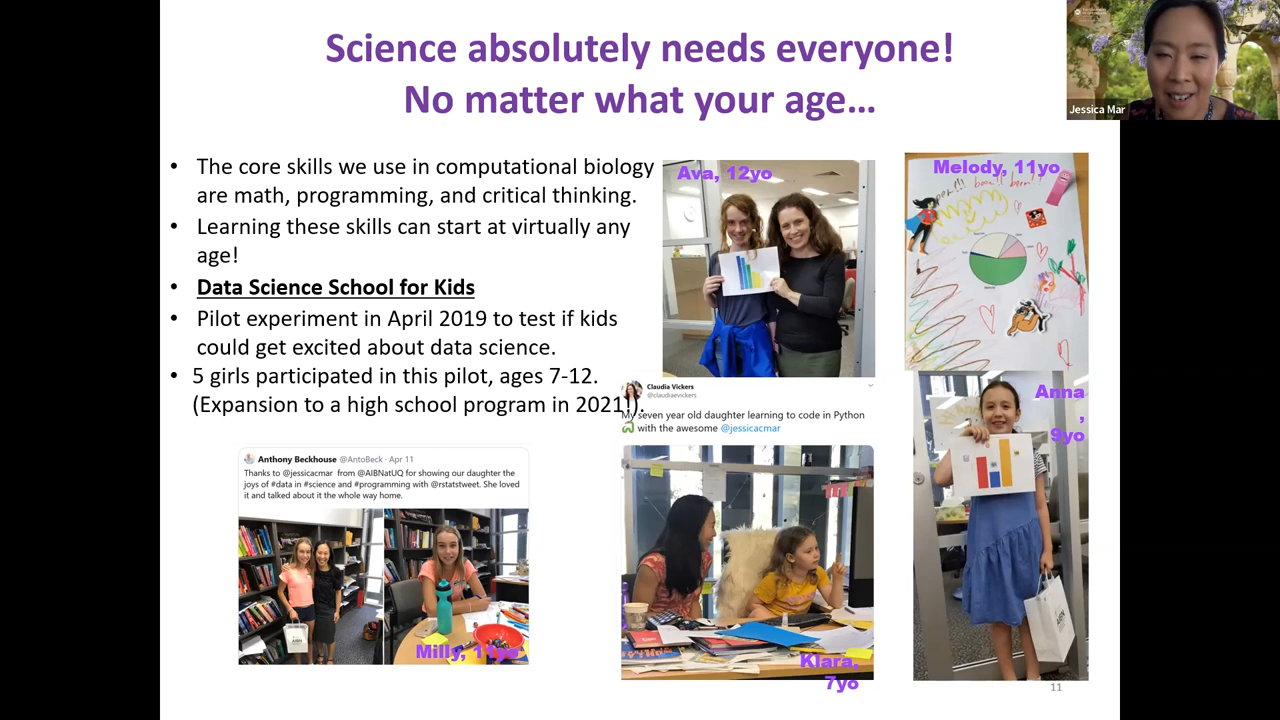 Science absolutely needs everyone!
No matter what your age…
Jessica Mar
• The core skills we use in computational biology
are math, programming, and critical thinking.
• Learning these skills can start at virtually any
age!
• Data Science School for Kids
• Pilot experiment in April 2019 to test if kids
could get excited about data science.
• 5 girls participated in this pilot, ages 7-12.
(Expansion to a high school program in 2021!).
Ava, 12yo
Melody, 11yo
Claudia Vickers
@claudiaevickers
My seven year old daughter learning to code in Python
with the awesome @jessicacmar
Anna
,
9yo
Anthony Beckhouse @AntoBeck · Apr 11
Thanks to @jessicacmar from @AIBNatUQ for showing our daughter the
joys of #data in #science and #programming with @rstatstweet. She loved
it and talked about it the whole way home.
Milly, 11yo
Klara,
7yo
AIBN
11